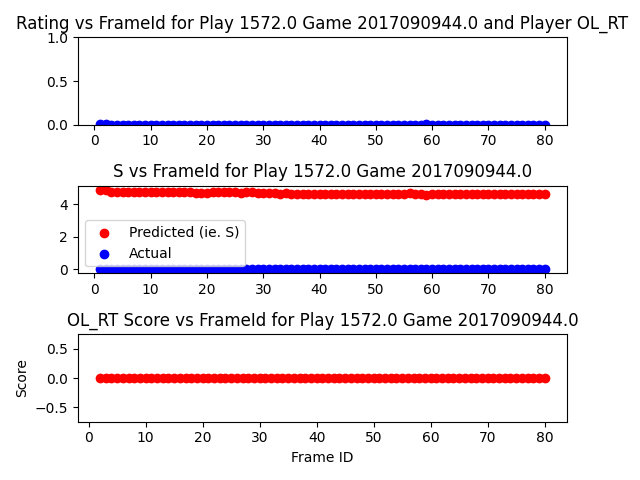 Rating vs FrameId for Play 1572.0 Game 2017090944.0 and Player OL_RT
1.0
0.5
0.0
0 10 20 30 40 50 60 70 80
S vs FrameId for Play 1572.0 Game 2017090944.0
4
2
0
Predicted (ie. S)
Actual
0 10 20 30 40 50 60 70 80
OL_RT Score vs FrameId for Play 1572.0 Game 2017090944.0
Score
0.5
0.0
−0.5
0 10 20 30 40 50 60 70 80
Frame ID